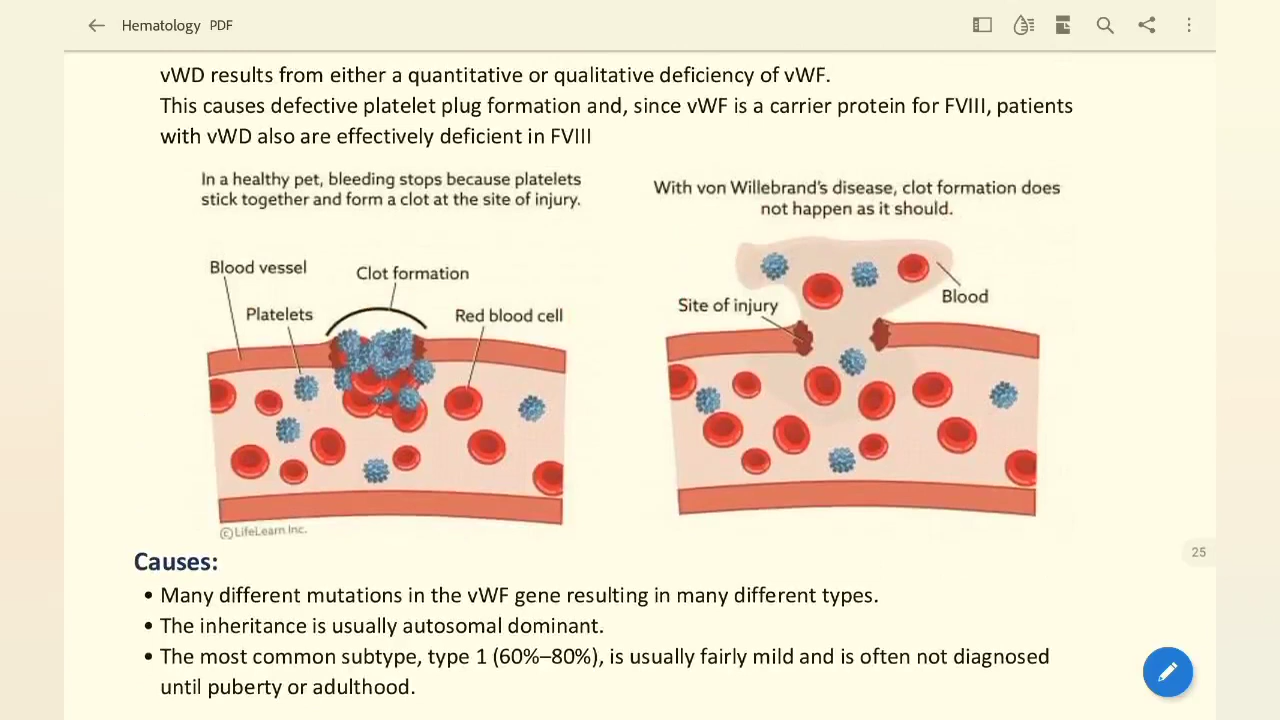 Hematology PDF
vWD results from either a quantitative or qualitative deficiency of vWF.
This causes defective platelet plug formation and, since vWF is a carrier protein for FVIII, patients
with vWD also are effectively deficient in FVIII
In a healthy pet, bleeding stops because platelets
stick together and form a clot at the site of injury.
Blood vessel
Clot formation
Platelets
Red blood cell
©LifeLearn Inc.
With von Willebrand's disease, clot formation does
not happen as it should.
Site of injury
Blood
25
Causes:
• Many different mutations in the vWF gene resulting in many different types.
• The inheritance is usually autosomal dominant.
• The most common subtype, type 1 (60%–80%), is usually fairly mild and is often not diagnosed
until puberty or adulthood.